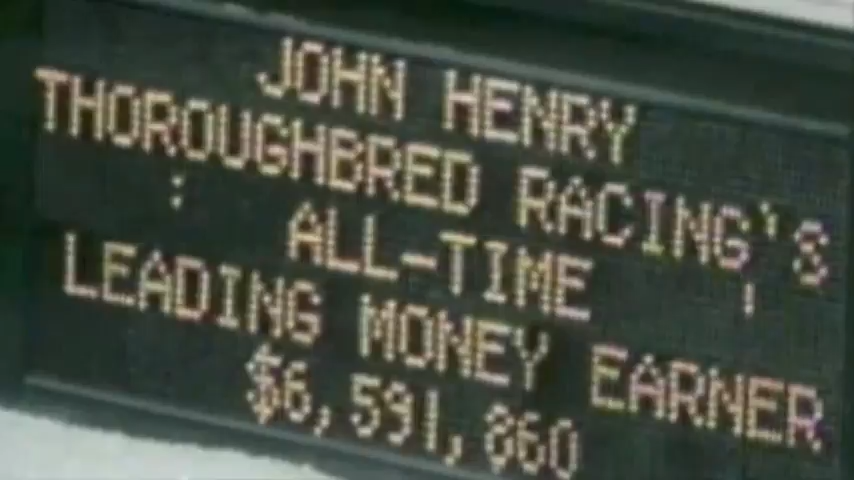 JOHN HENRY
THOROUGHBRED RACING'S
ALL-TIME
LEADING MONEY EARNER
$6,591,860